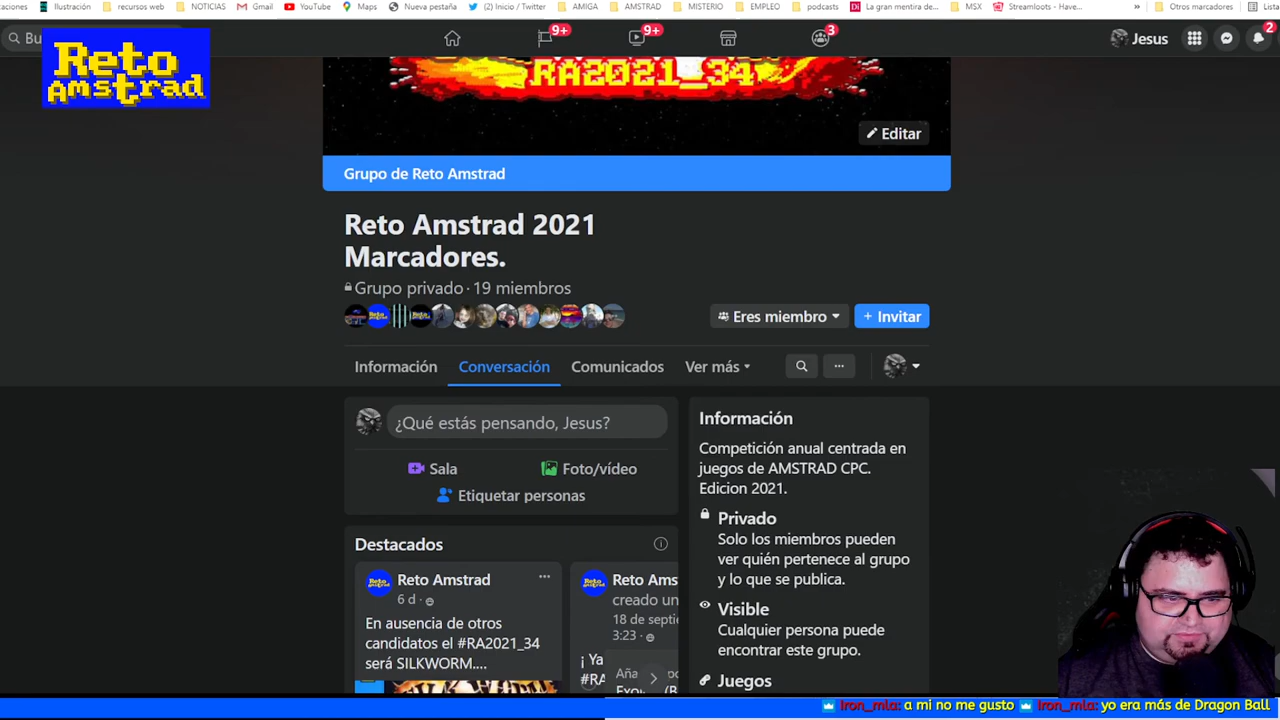 ciones
Ilustración
recursos web
NOTICIAS
Gmail
YouTube
Maps
Nueva pestaña
(2) Inicio / Twitter
AMIGA
AMSTRAD
MISTERIO
EMPLEO
podcasts
La gran mentira de...
MSX
Streamloots - Have...
»
Otros marcadores
Lista
Bu
9+
9+
3
Jesus
2
Reto
Amstrad
RA2021_34
Editar
Grupo de Reto Amstrad
Reto Amstrad 2021
Marcadores.
Grupo privado · 19 miembros
Eres miembro
+ Invitar
Información
Conversación
Comunicados
Ver más
¿Qué estás pensando, Jesus?
Sala
Foto/vídeo
Etiquetar personas
Destacados
Reto Amstrad
6 d ·
En ausencia de otros
candidatos el #RA2021_34
será SILKWORM....
Reto Ams
creado un
18 de septie
3:23 ·
¡ Ya
#RA
Información
Competición anual centrada en
juegos de AMSTRAD CPC.
Edicion 2021.
Privado
Solo los miembros pueden
ver quién pertenece al grupo
y lo que se publica.
Visible
Cualquier persona puede
encontrar este grupo.
Juegos
Iron_mla: a mi no me gusto
Iron_mla: yo era más de Dragon Ball